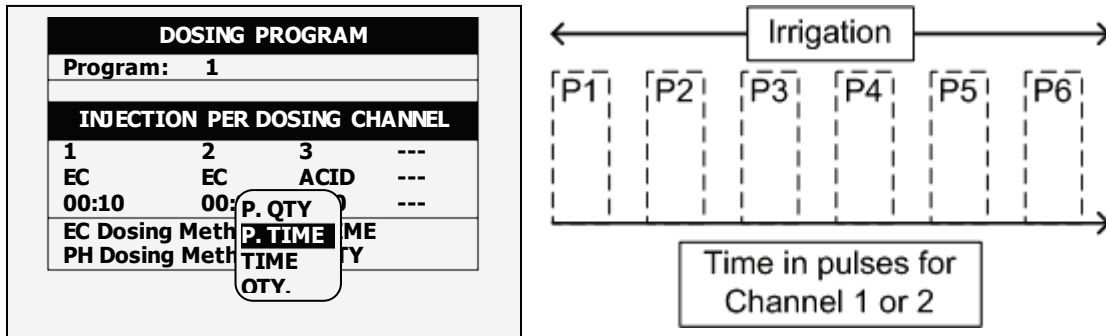 DOSING PROGRAM
Program: 1
INJECTION PER DOSING CHANNEL
1 2 3 ---
EC EC ACID ---
00:10 00: ---
EC Dosing Meth ME
PH Dosing Meth TY
P. QTY
P. TIME
TIME
QTY.
Irrigation
P1 P2 P3 P4 P5 P6
Time in pulses for
Channel 1 or 2